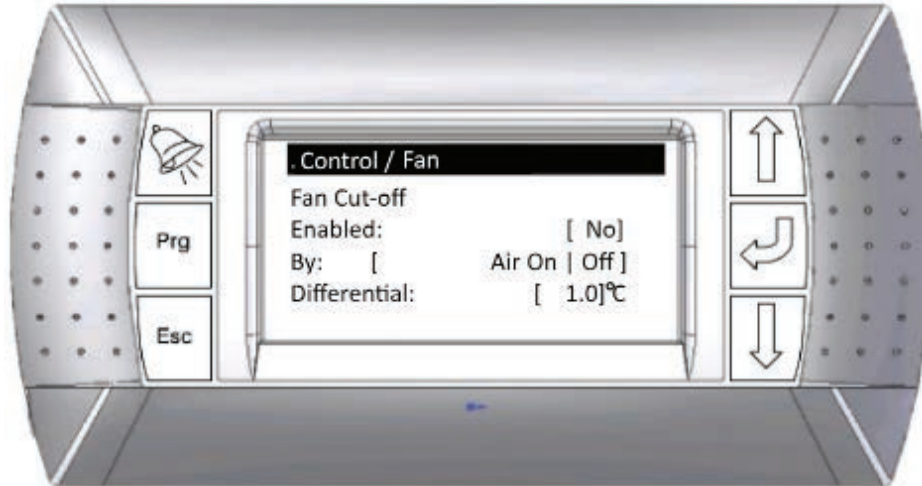 . Control / Fan
Fan Cut-off
Enabled: [ No]
By: [ Air On | Off ]
Differential: [ 1.0]°C
Prg
Esc